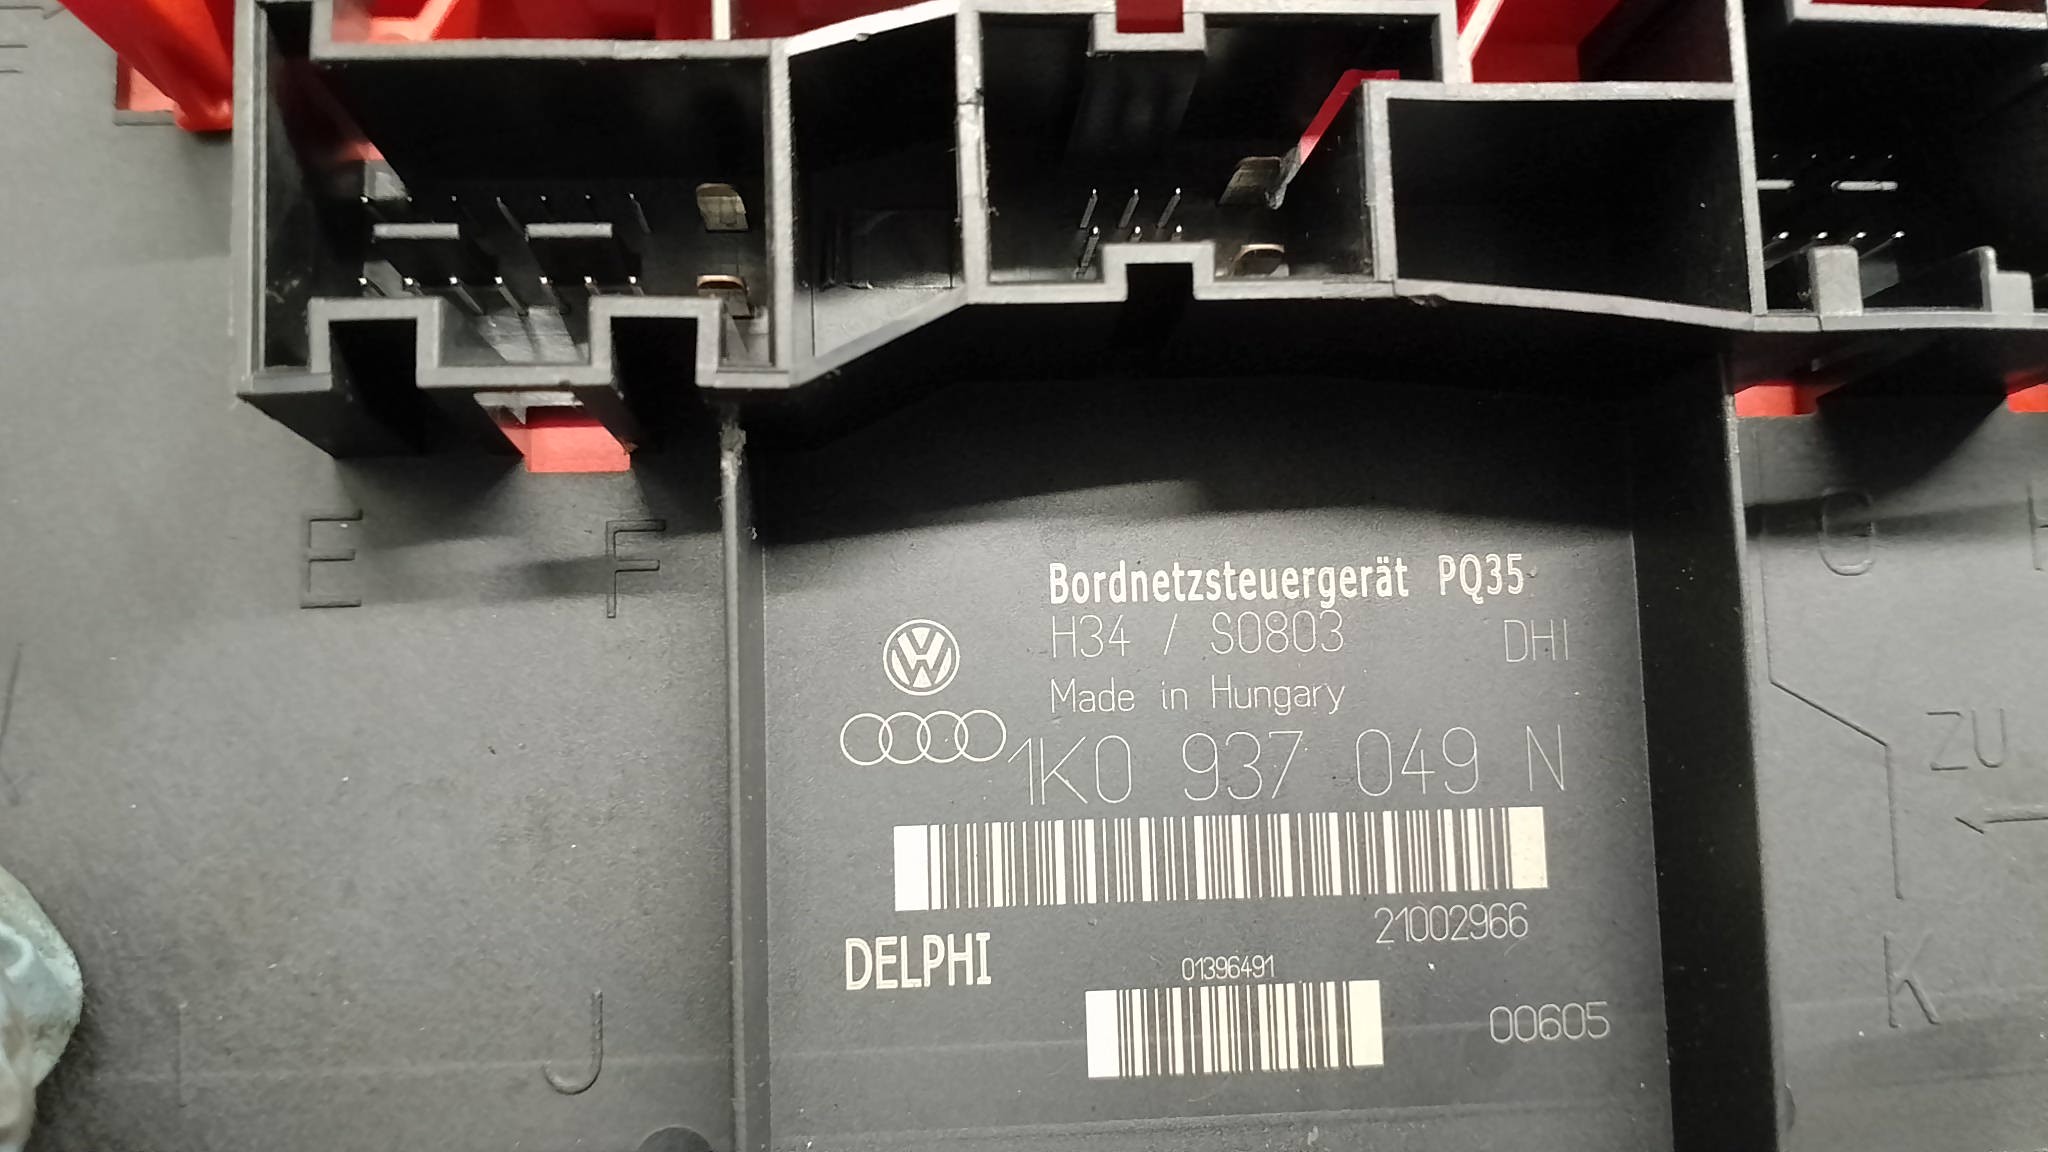 E F G H
Bordnetzsteuergerät PQ35
H34 / S0803 DHI
Made in Hungary
1K0 937 049 N
ZU
21002966
DELPHI
01396491
K
00605
J